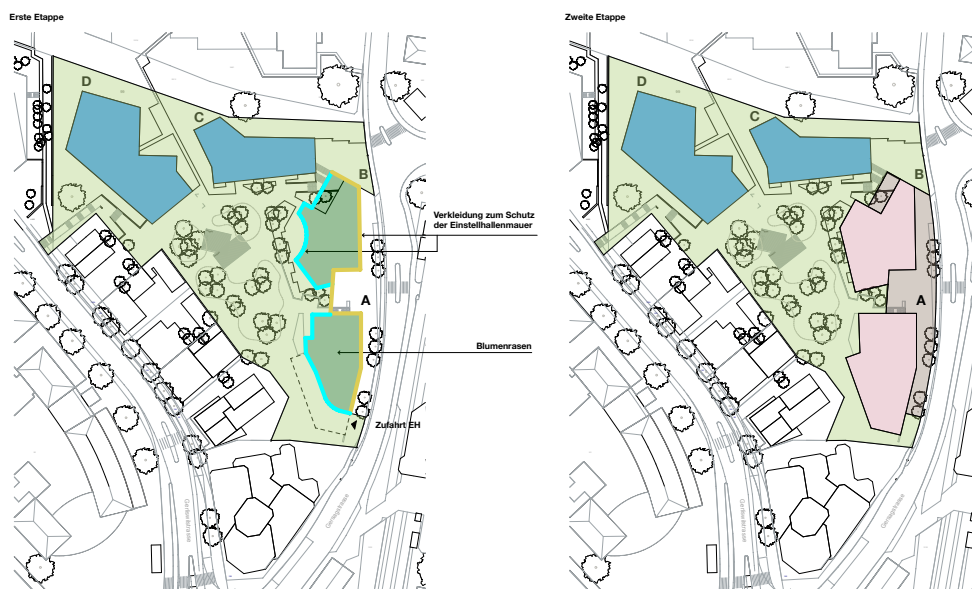 Erste Etappe
D
C
B
Verkleidung zum Schutz
der Einstellhallenmauer
A
Blumenrasen
Zufahrt EH
Zweite Etappe
D
C
B
A